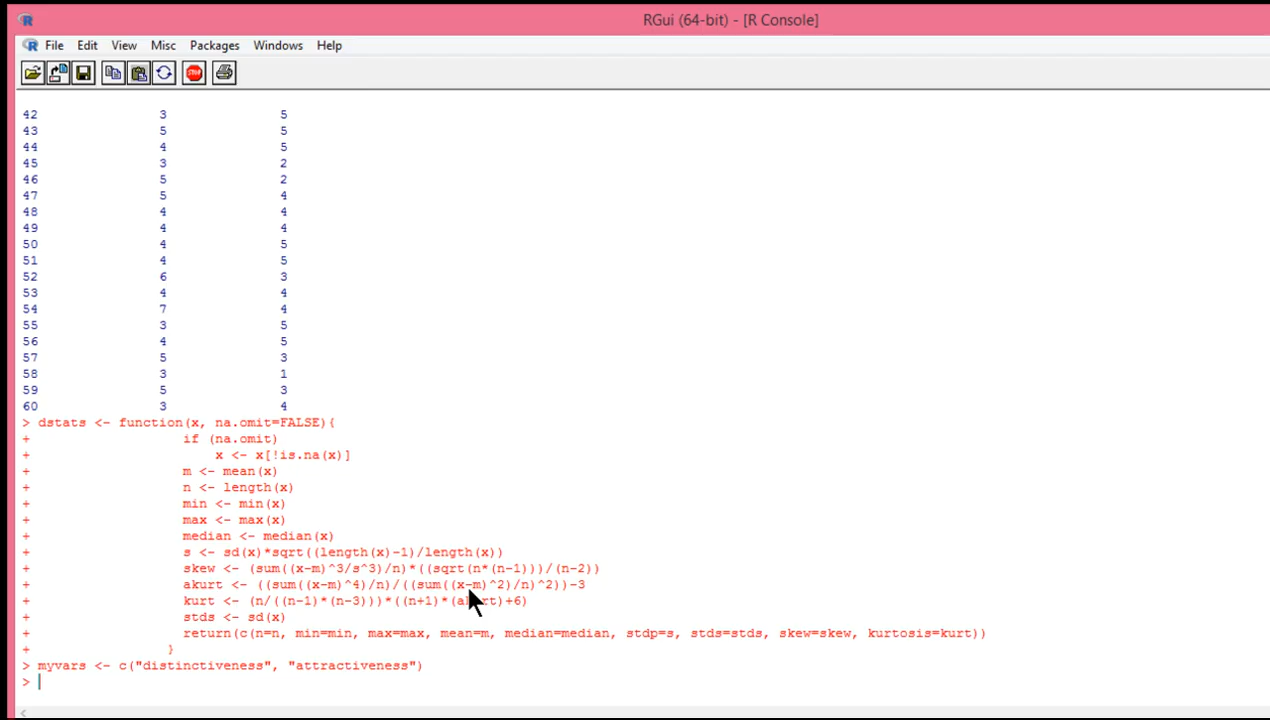 RGui (64-bit) - [R Console]
File Edit View Misc Packages Windows Help
STOP
42 3 5
43 5 5
44 4 5
45 3 2
46 5 2
47 5 4
48 4 4
49 4 4
50 4 5
51 4 5
52 6 3
53 4 4
54 7 4
55 3 5
56 4 5
57 5 3
58 3 1
59 5 3
60 3 4
> dstats <- function(x, na.omit=FALSE){
+ if (na.omit)
+ x <- x[!is.na(x)]
+ m <- mean(x)
+ n <- length(x)
+ min <- min(x)
+ max <- max(x)
+ median <- median(x)
+ s <- sd(x)*sqrt((length(x)-1)/length(x))
+ skew <- (sum((x-m)^3/s^3)/n)*((sqrt(n*(n-1)))/(n-2))
+ akurt <- ((sum((x-m)^4)/n)/((sum((x-m)^2)/n)^2))-3
+ kurt <- (n/((n-1)*(n-3)))*((n+1)*(akurt)+6)
+ stds <- sd(x)
+ return(c(n=n, min=min, max=max, mean=m, median=median, stdp=s, stds=stds, skew=skew, kurtosis=kurt))
+ }
> myvars <- c("distinctiveness", "attractiveness")
>